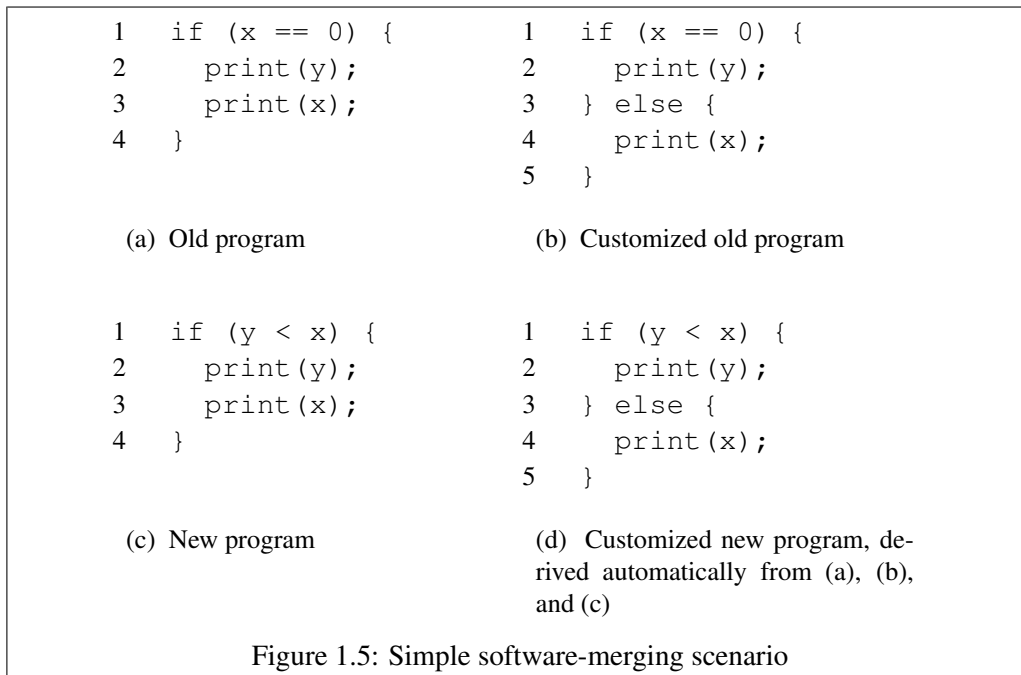 1 if (x == 0) {
2 print(y);
3 print(x);
4 }
(a) Old program
1 if (x == 0) {
2 print(y);
3 } else {
4 print(x);
5 }
(b) Customized old program
1 if (y < x) {
2 print(y);
3 print(x);
4 }
(c) New program
1 if (y < x) {
2 print(y);
3 } else {
4 print(x);
5 }
(d) Customized new program, de-
rived automatically from (a), (b),
and (c)
Figure 1.5: Simple software-merging scenario